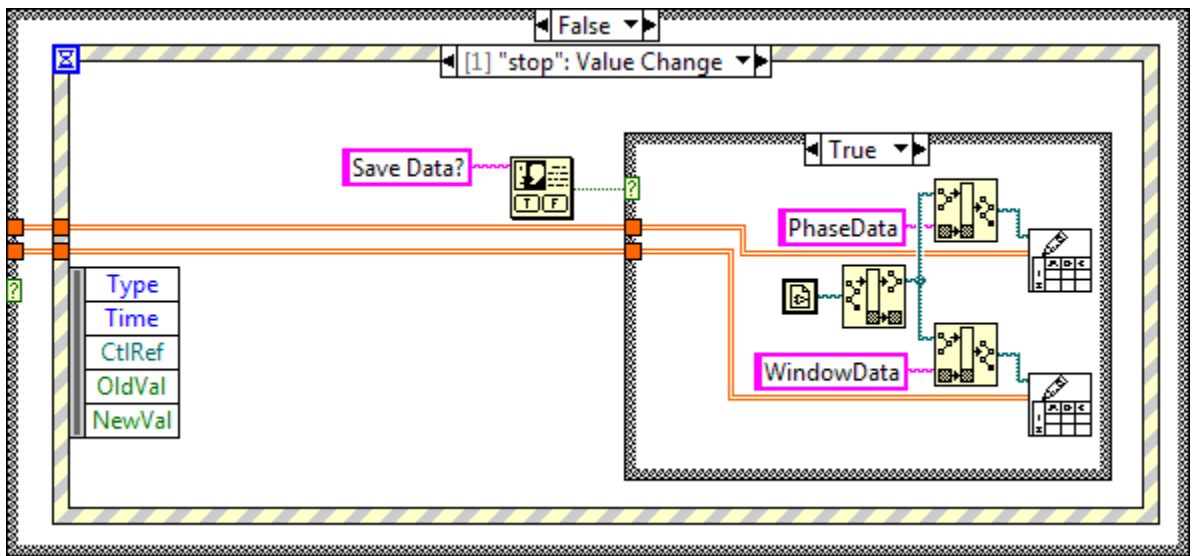 False
[1] "stop": Value Change
True
Save Data?
T F
?
PhaseData
?
Type
Time
CtlRef
OldVal
NewVal
WindowData